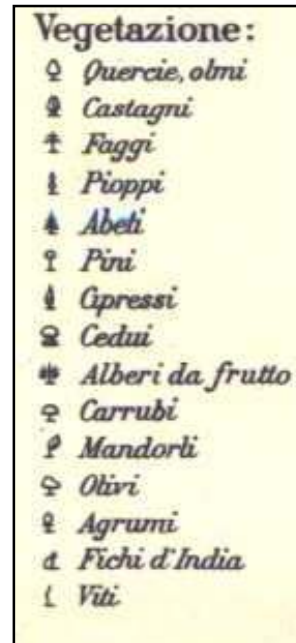 Vegetazione:
Quercie, olmi
Castagni
Faggi
Pioppi
Abeti
Pini
Cipressi
Cedui
Alberi da frutto
Carrubi
Mandorli
Olivi
Agrumi
Fichi d'India
Viti